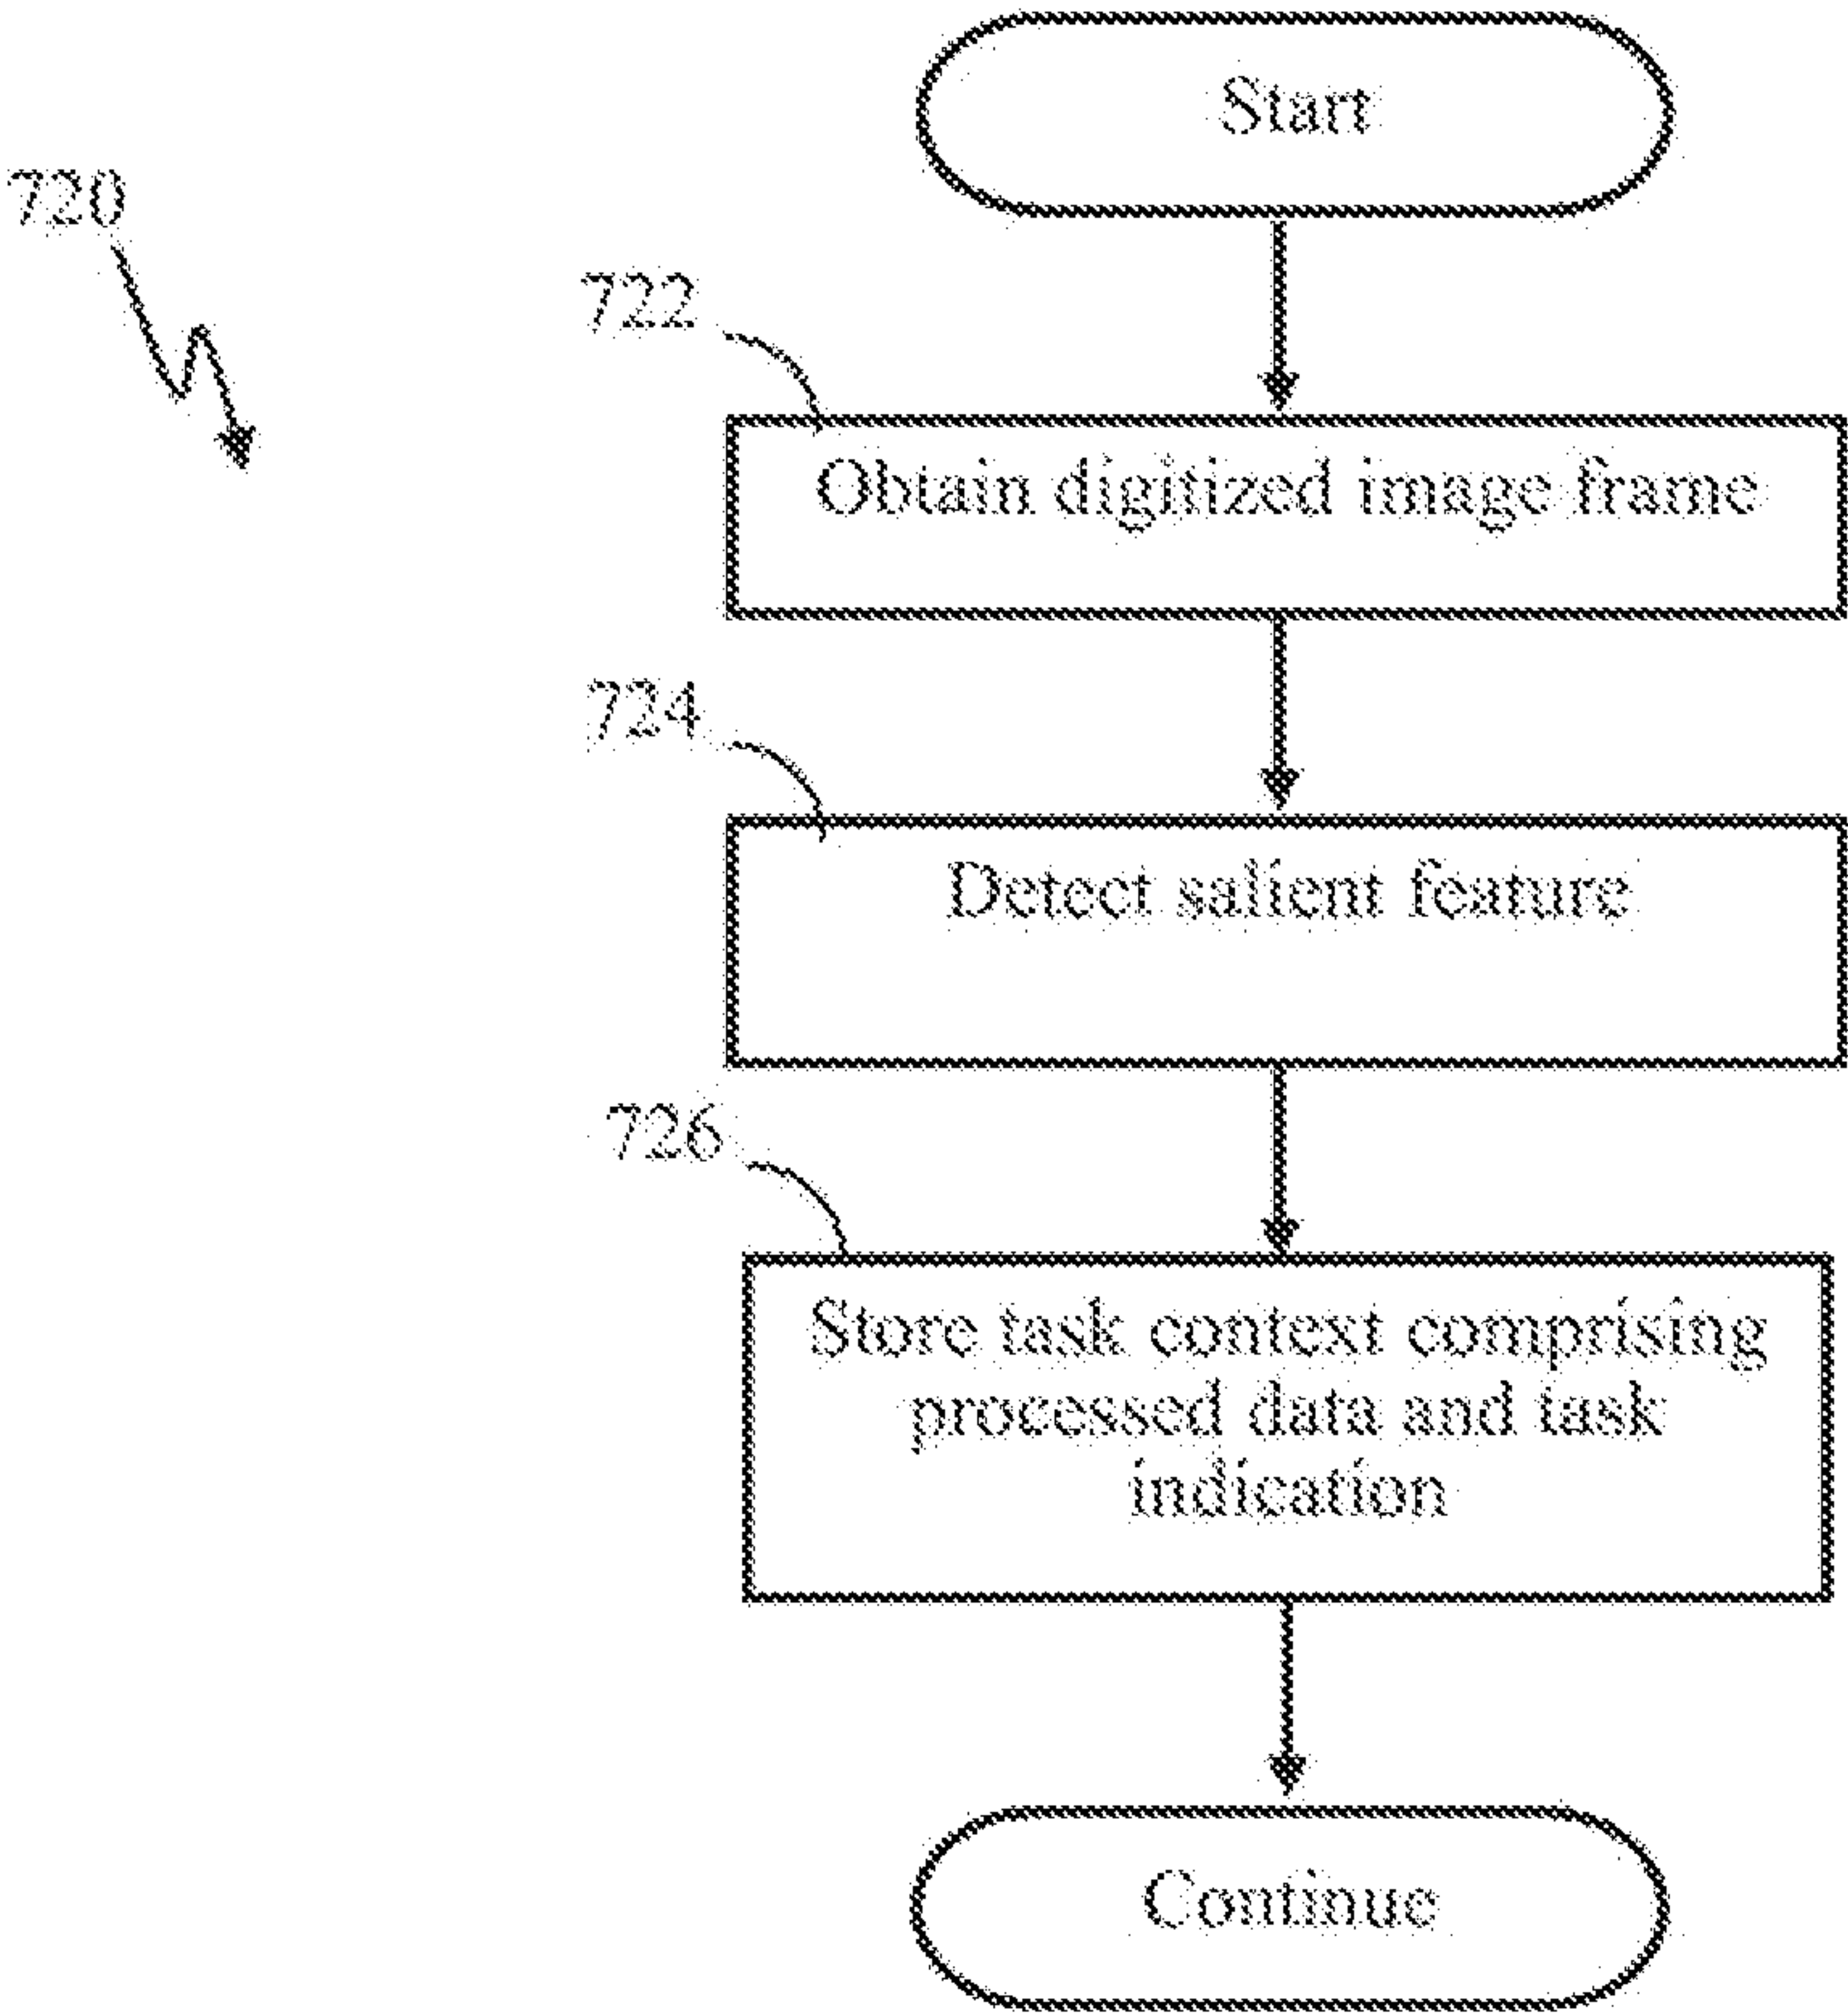 Start
720
722
Obtain digitized image frame
724
Detect salient feature
726
Store task context comprising
processed data and task
indication
Continue